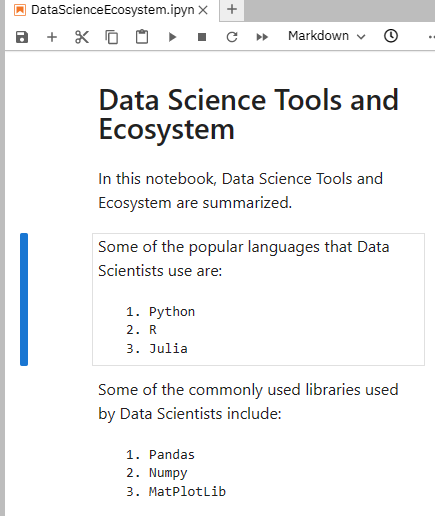 DataScienceEcosystem.ipyn
Markdown
Data Science Tools and
Ecosystem
In this notebook, Data Science Tools and
Ecosystem are summarized.
Some of the popular languages that Data
Scientists use are:
1. Python
2. R
3. Julia
Some of the commonly used libraries used
by Data Scientists include:
1. Pandas
2. Numpy
3. MatPlotLib